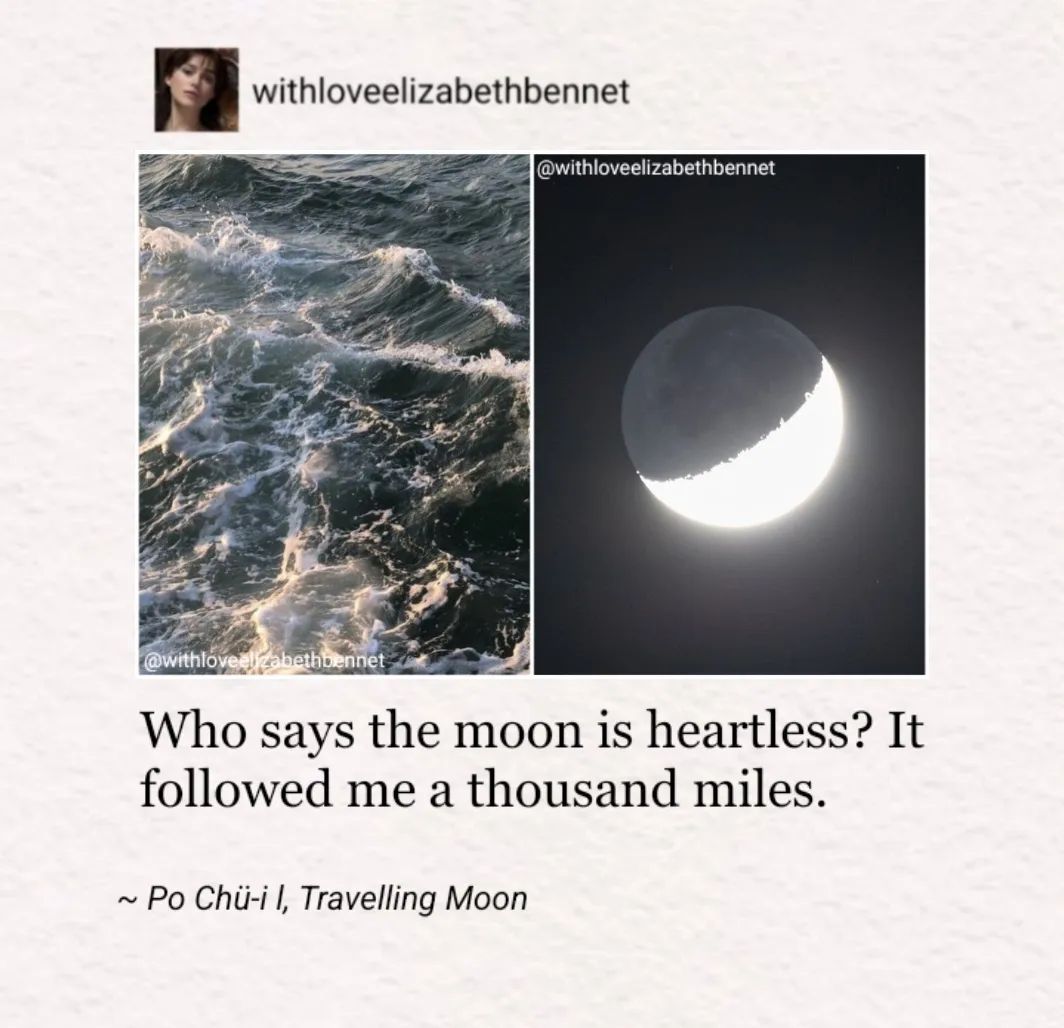 withloveelizabethbennet
@withloveelizabethbennet
@withloveelizabethbennet
Who says the moon is heartless? It
followed me a thousand miles.
~ Po Chü-i l, Travelling Moon